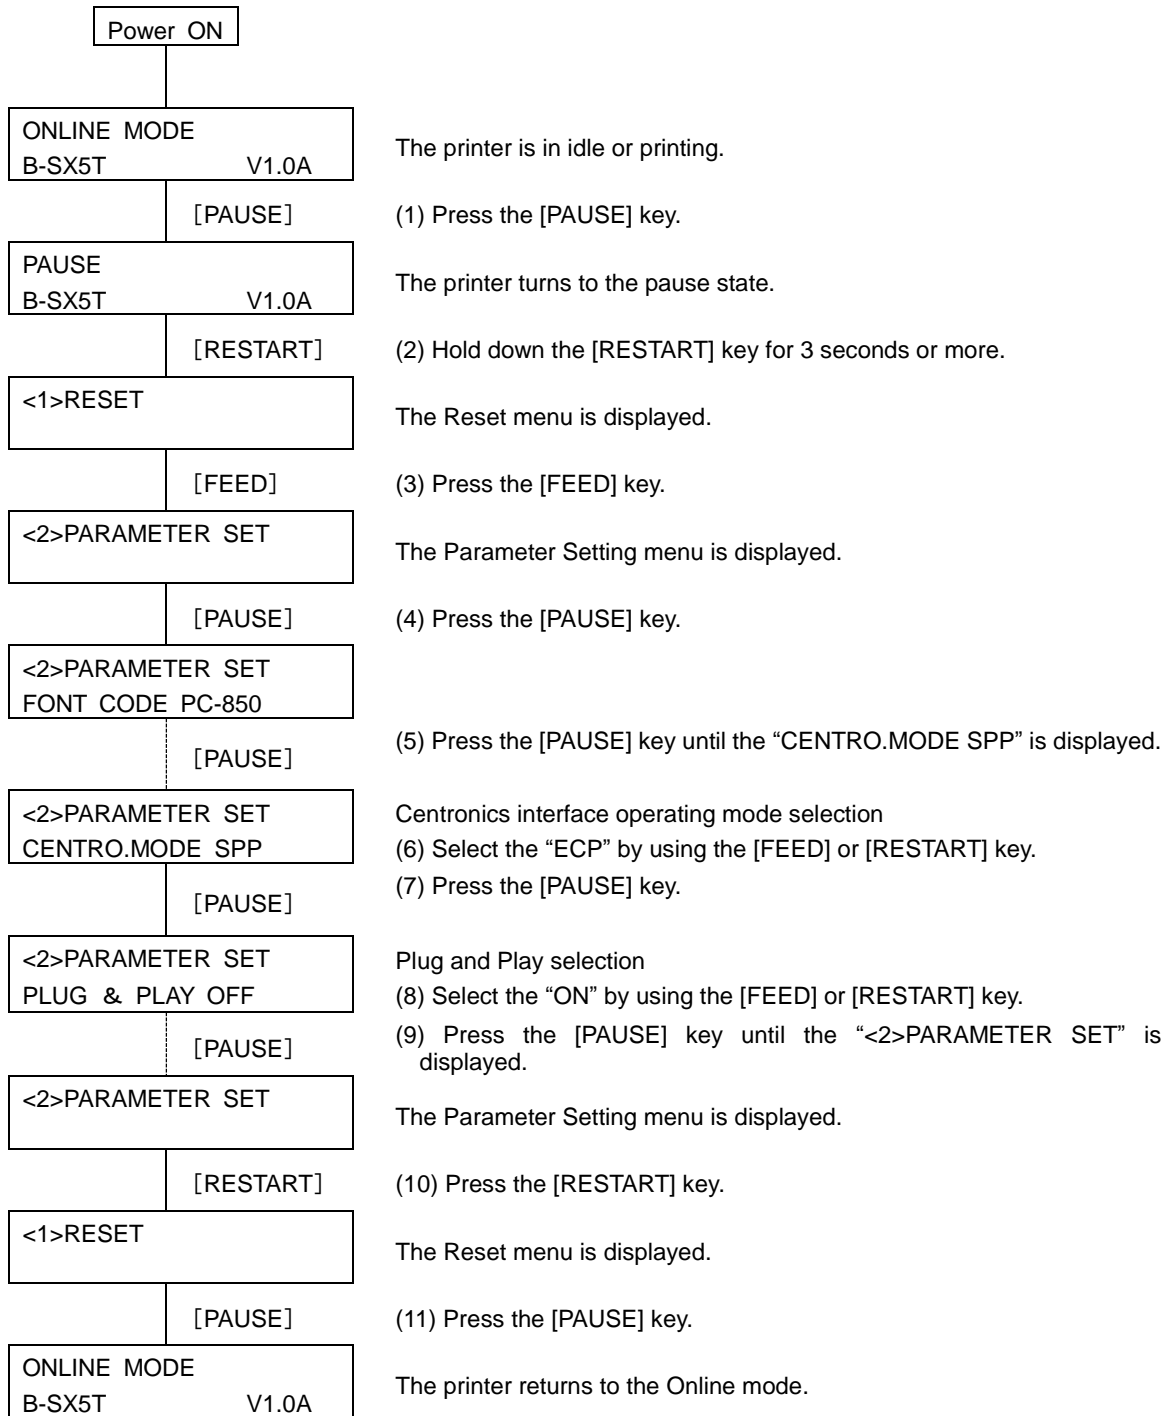 Power ON
ONLINE MODE
B-SX5T V1.0A
The printer is in idle or printing.
[PAUSE]
(1) Press the [PAUSE] key.
PAUSE
B-SX5T V1.0A
The printer turns to the pause state.
[RESTART]
(2) Hold down the [RESTART] key for 3 seconds or more.
<1>RESET
The Reset menu is displayed.
[FEED]
(3) Press the [FEED] key.
<2>PARAMETER SET
The Parameter Setting menu is displayed.
[PAUSE]
(4) Press the [PAUSE] key.
<2>PARAMETER SET
FONT CODE PC-850
[PAUSE]
(5) Press the [PAUSE] key until the “CENTRO.MODE SPP” is displayed.
<2>PARAMETER SET
CENTRO.MODE SPP
Centronics interface operating mode selection
(6) Select the “ECP” by using the [FEED] or [RESTART] key.
(7) Press the [PAUSE] key.
[PAUSE]
<2>PARAMETER SET
PLUG & PLAY OFF
Plug and Play selection
(8) Select the “ON” by using the [FEED] or [RESTART] key.
(9) Press the [PAUSE] key until the “<2>PARAMETER SET” is
displayed.
[PAUSE]
<2>PARAMETER SET
The Parameter Setting menu is displayed.
[RESTART]
(10) Press the [RESTART] key.
<1>RESET
The Reset menu is displayed.
[PAUSE]
(11) Press the [PAUSE] key.
ONLINE MODE
B-SX5T V1.0A
The printer returns to the Online mode.